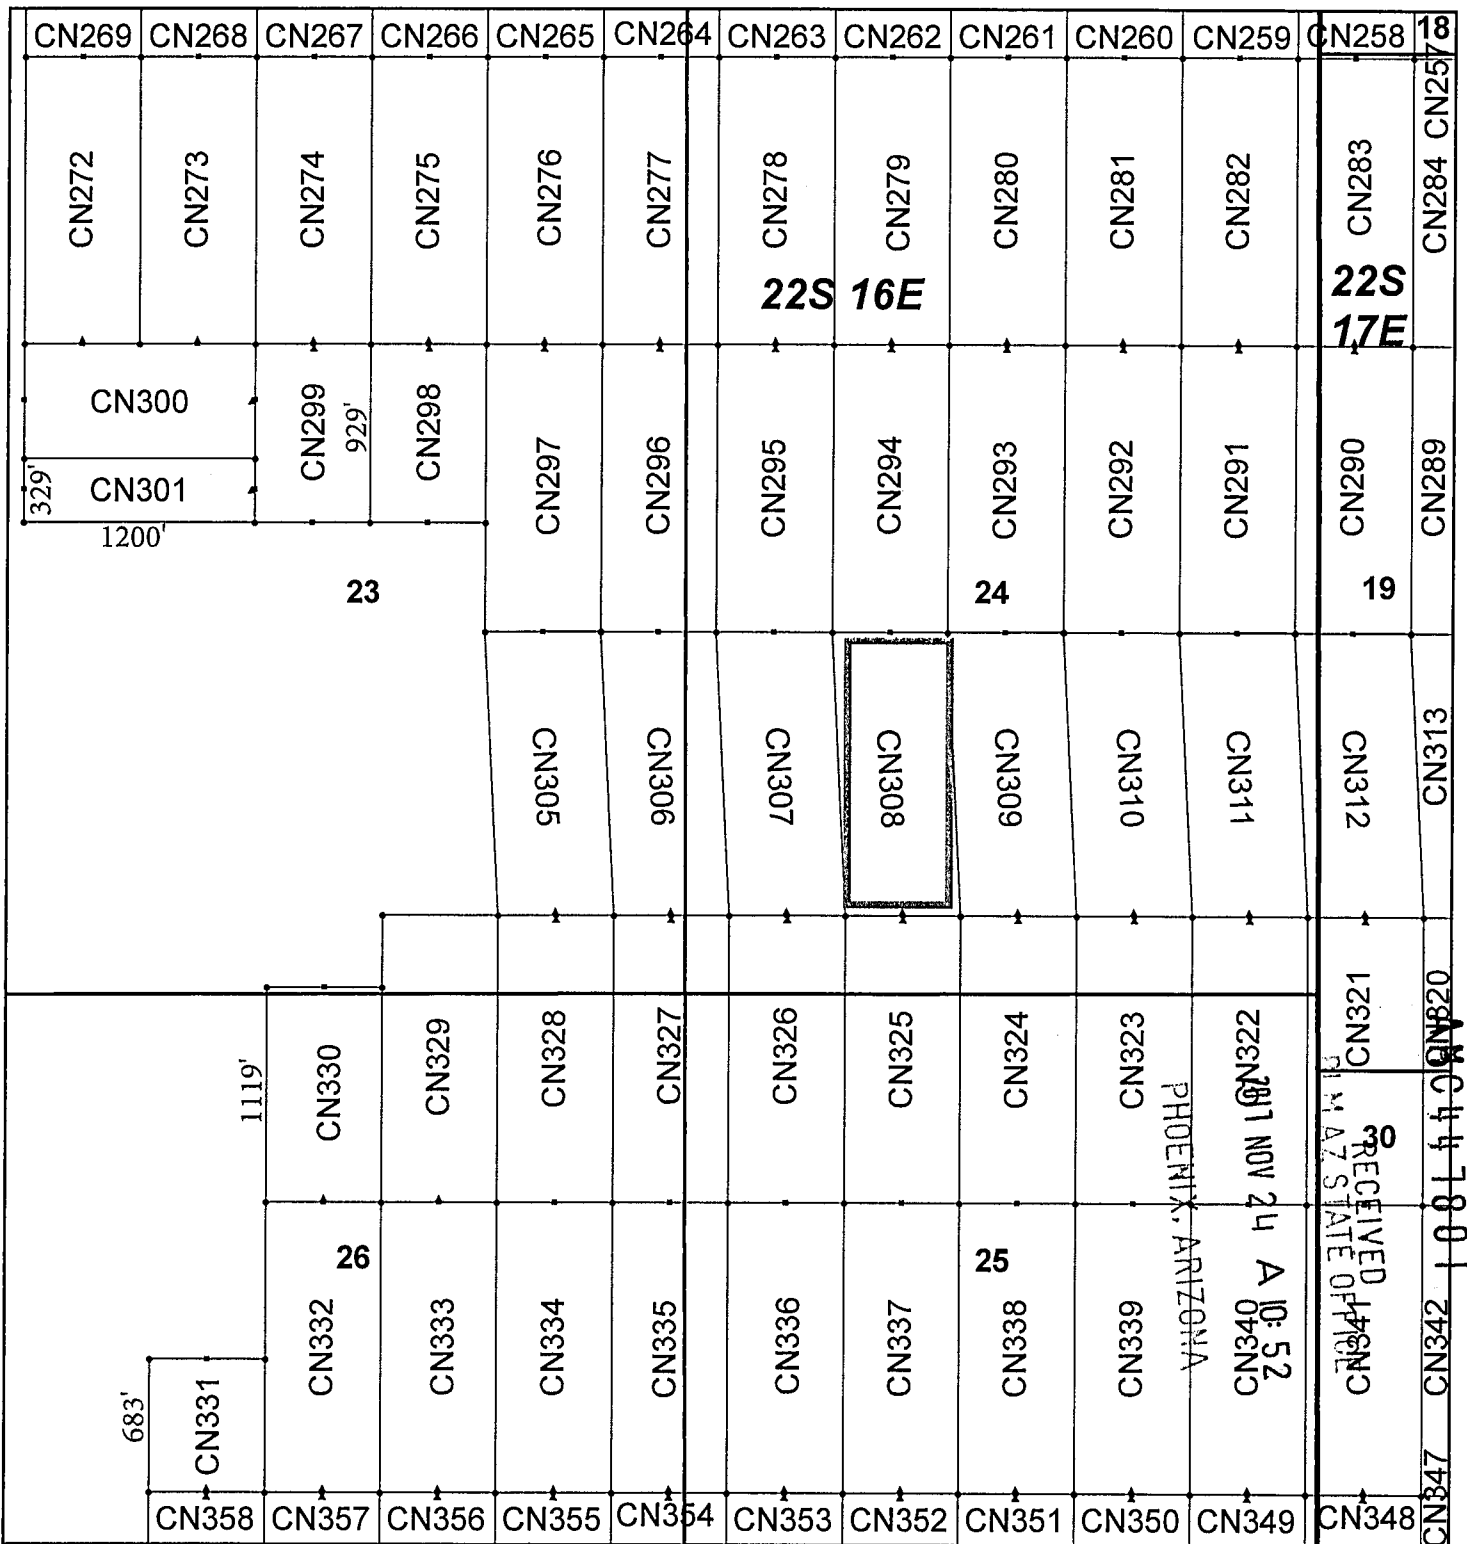 CN269 CN268 CN267 CN266 CN265 CN264 CN263 CN262 CN261 CN260 CN259 CN258 18
CN257
CN272 CN273 CN274 CN275 CN276 CN277 CN278 CN279 CN280 CN281 CN282 CN283 CN284
22S 16E
22S
17E
CN300
CN299
929'
CN298
CN297 CN296 CN295 CN294 CN293 CN292 CN291 CN290 CN289
329'
CN301
1200'
23
24
19
CN305 CN306 CN307 CN308 CN309 CN310 CN311 CN312 CN313
1119'
CN330 CN329 CN328 CN327 CN326 CN325 CN324 CN323 CN322 CN321 CN320
30
AMC447801
RECEIVED
BLM AZ STATE OFFICE
2017 NOV 24 A 10:52
PHOENIX, ARIZONA
26
25
683'
CN331 CN332 CN333 CN334 CN335 CN336 CN337 CN338 CN339 CN340 CN341 CN342
CN347
CN358 CN357 CN356 CN355 CN354 CN353 CN352 CN351 CN350 CN349 CN348